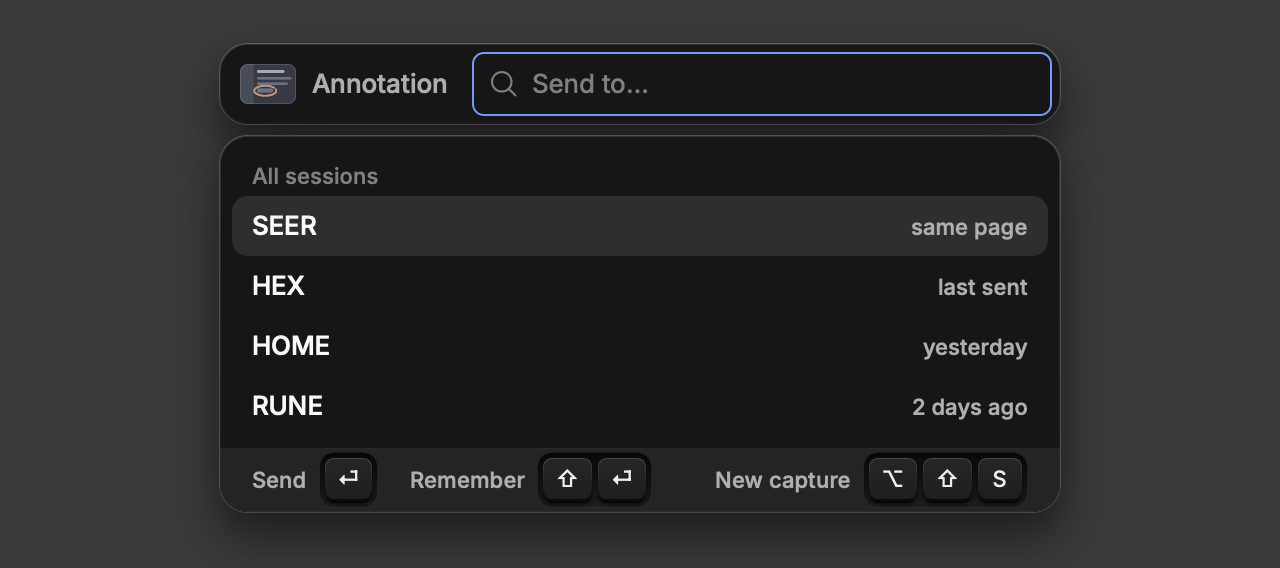 Annotation Send to...
All sessions
SEER same page
HEX last sent
HOME yesterday
RUNE 2 days ago
Send ↵ Remember ⇧ ↵ New capture ⌥ ⇧ S